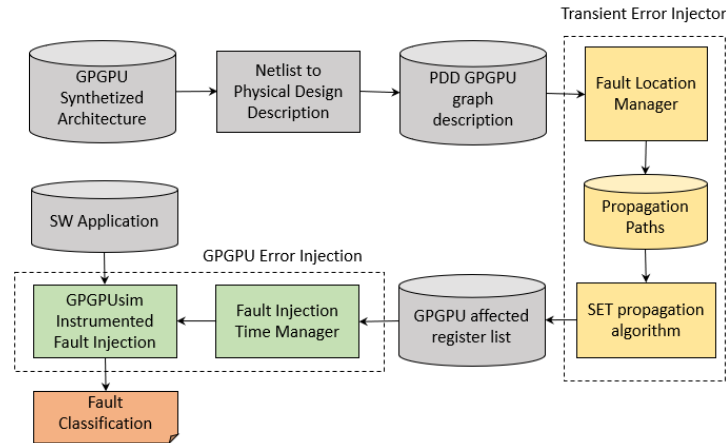 Transient Error Injector
GPGPU
Synthetized
Architecture
Netlist to
Physical Design
Description
PDD GPGPU
graph
description
Fault Location
Manager
Propagation
Paths
SET propagation
algorithm
SW Application
GPGPU Error Injection
GPGPUsim
Instrumented
Fault Injection
Fault Injection
Time Manager
GPGPU affected
register list
Fault
Classification